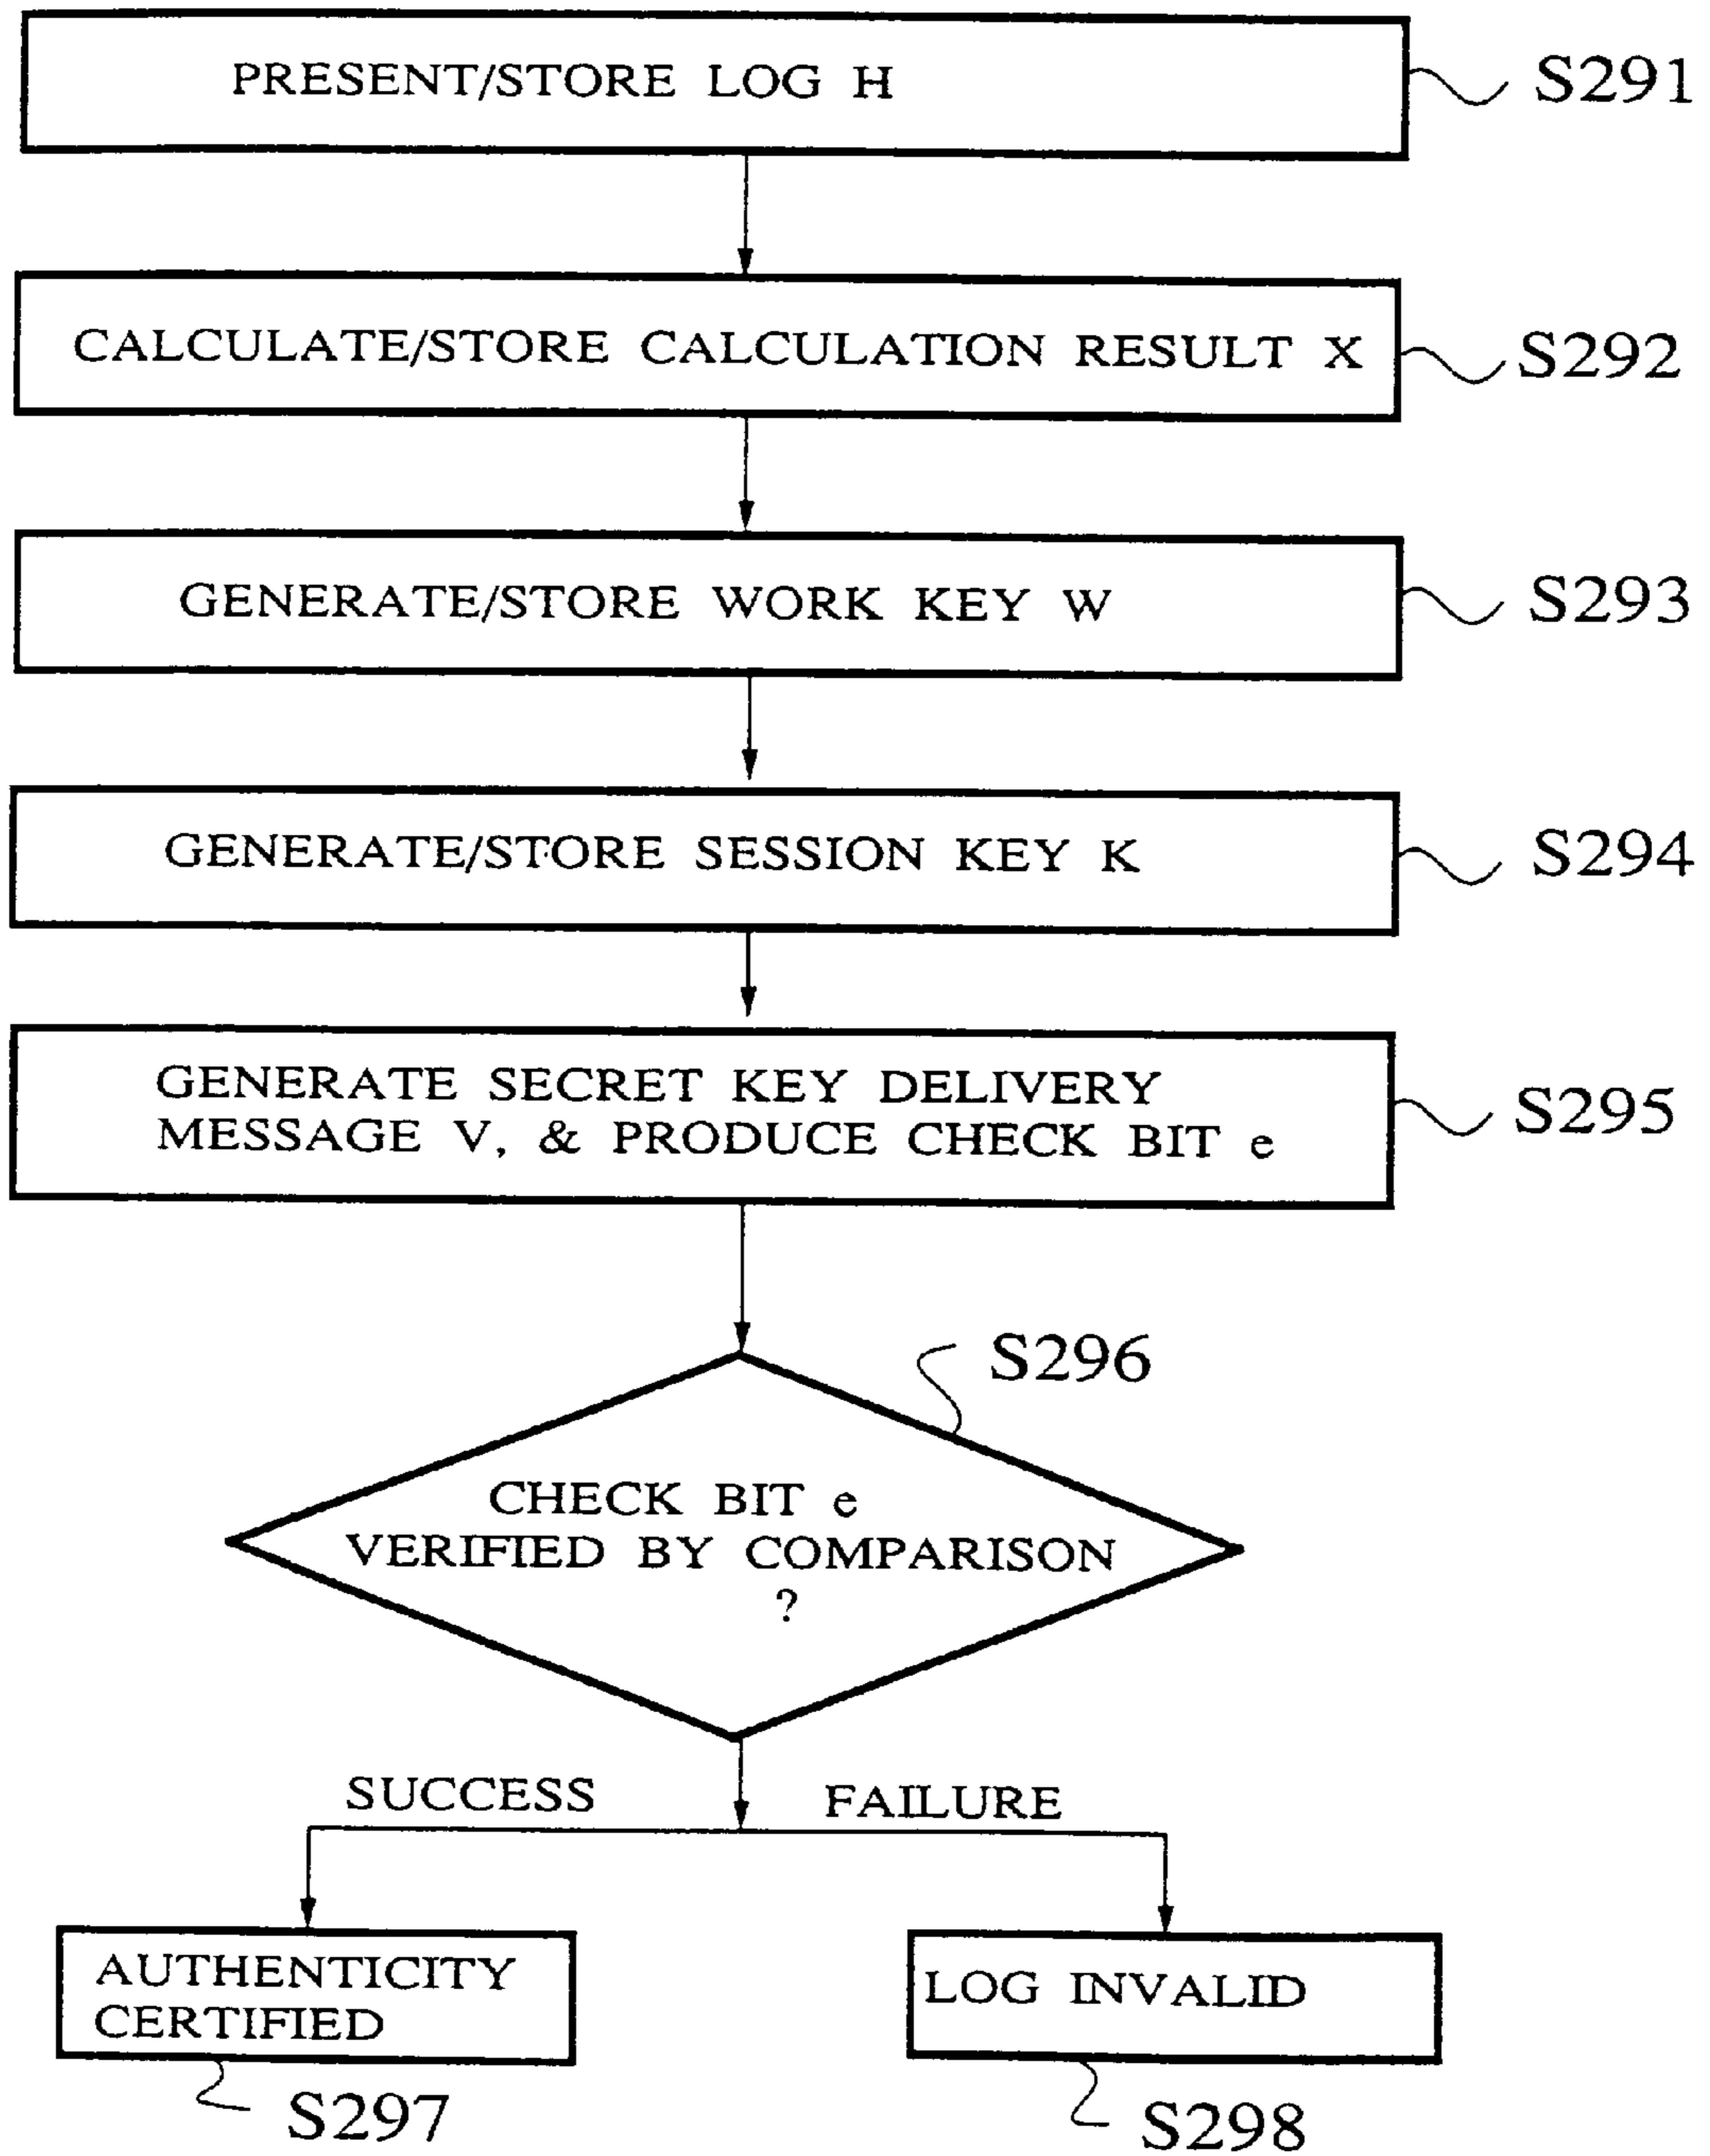 PRESENT/STORE LOG H
S291
CALCULATE/STORE CALCULATION RESULT X
S292
GENERATE/STORE WORK KEY W
S293
GENERATE/STORE SESSION KEY K
S294
GENERATE SECRET KEY DELIVERY
MESSAGE V, & PRODUCE CHECK BIT e
S295
S296
CHECK BIT e
VERIFIED BY COMPARISON
?
SUCCESS
FAILURE
AUTHENTICITY
CERTIFIED
LOG INVALID
S297
S298